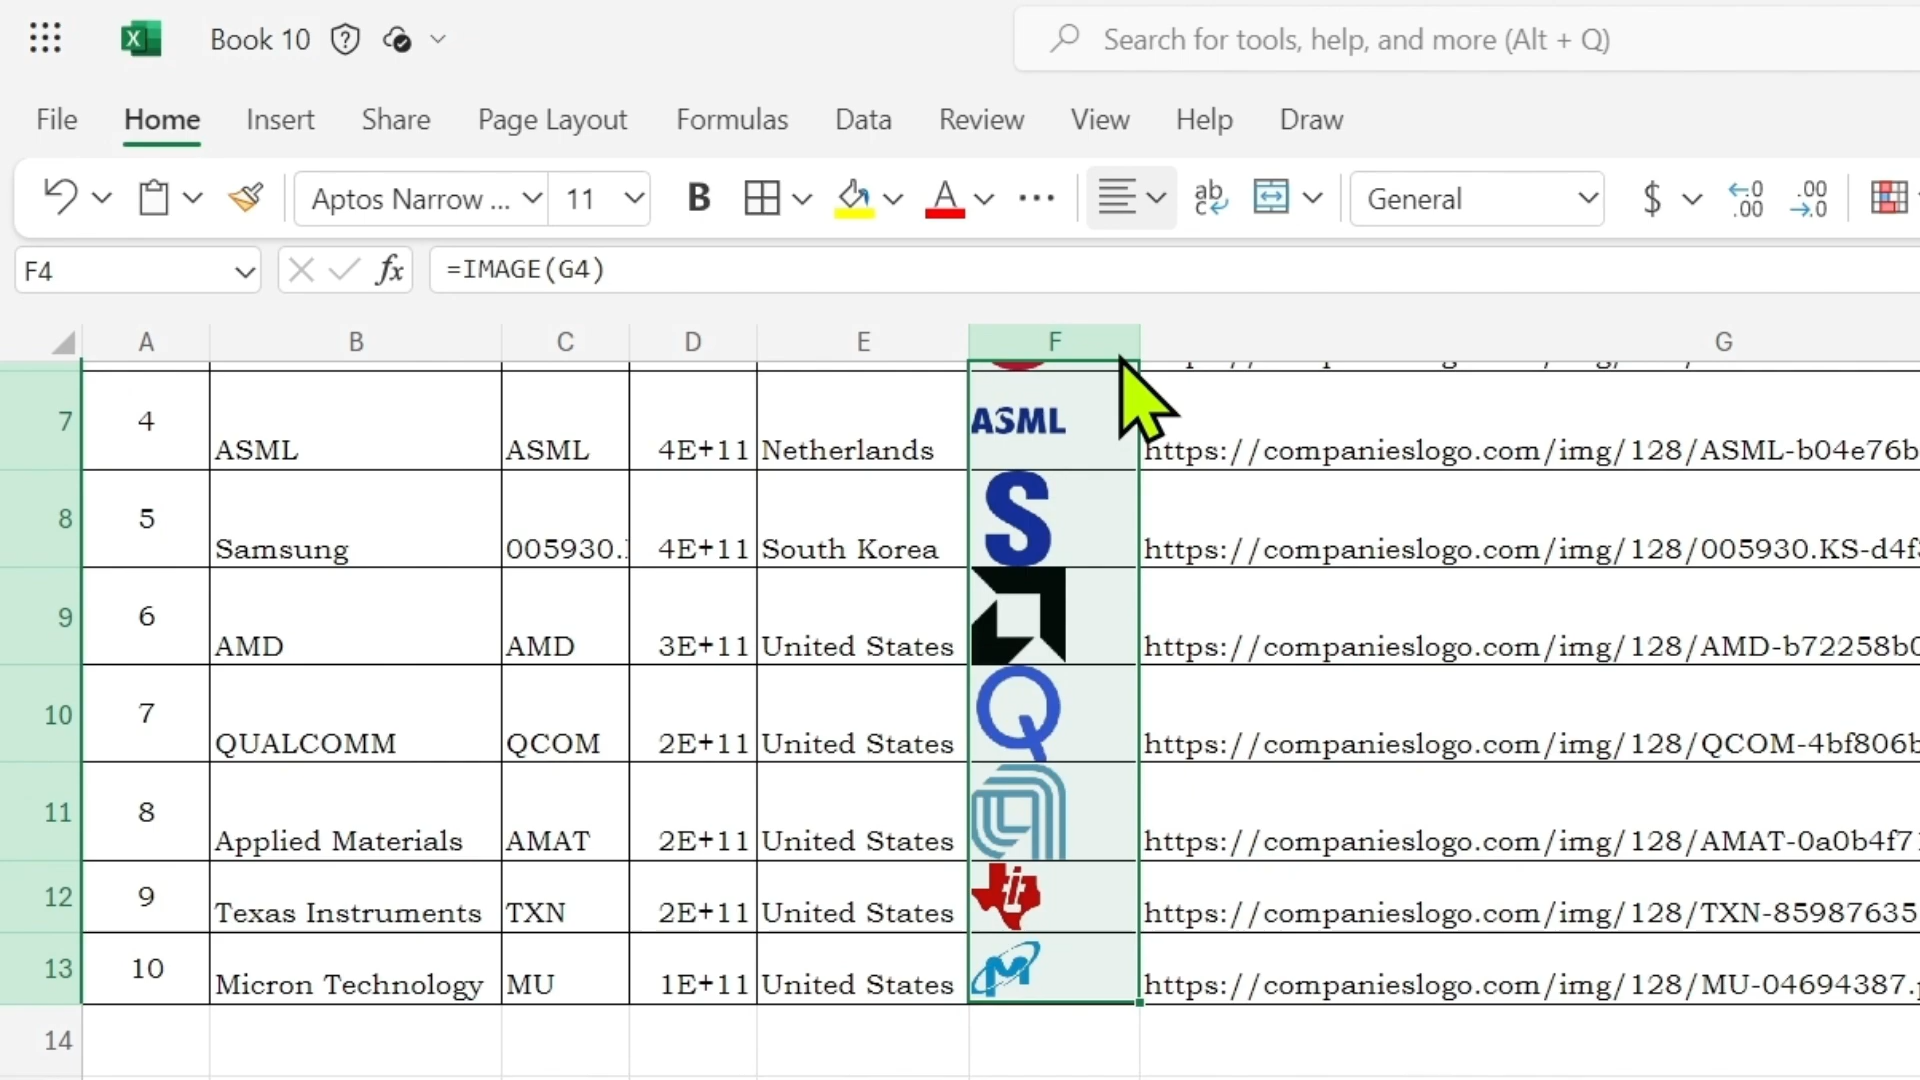 Book 10
Search for tools, help, and more (Alt + Q)
File Home Insert Share Page Layout Formulas Data Review View Help Draw
Aptos Narrow ... 11 B A ... ab c General $ .0 .00 .00 .0
F4 fx =IMAGE(G4)
A B C D E F G
7 4 ASML ASML 4E+11 Netherlands ASML https://companieslogo.com/img/128/ASML-b04e76b
8 5 Samsung 005930. 4E+11 South Korea S https://companieslogo.com/img/128/005930.KS-d4f
9 6 AMD AMD 3E+11 United States https://companieslogo.com/img/128/AMD-b72258b0
10 7 QUALCOMM QCOM 2E+11 United States Q https://companieslogo.com/img/128/QCOM-4bf806b
11 8 Applied Materials AMAT 2E+11 United States https://companieslogo.com/img/128/AMAT-0a0b4f7
12 9 Texas Instruments TXN 2E+11 United States ti https://companieslogo.com/img/128/TXN-85987635
13 10 Micron Technology MU 1E+11 United States M https://companieslogo.com/img/128/MU-04694387.
14